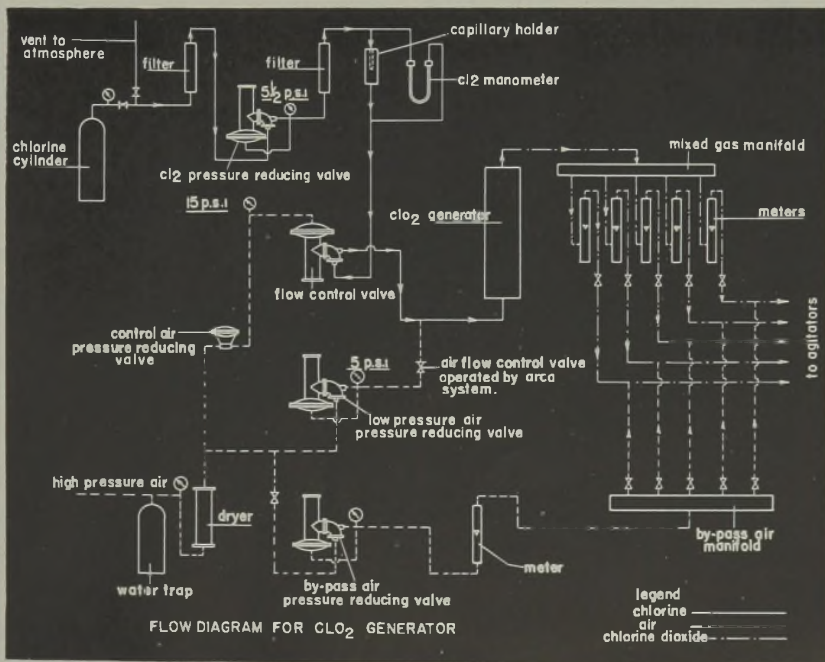 vent to
atmosphere
filter
filter
5½ p.s.i
capillary holder
cl2 manometer
chlorine
cylinder
cl2 pressure reducing valve
mixed gas manifold
15 p.s.i
clo2 generator
meters
flow control valve
control air
pressure reducing
valve
5 p.s.i
air flow control valve
operated by arca
system.
to agitators
low pressure air
pressure reducing valve
high pressure air
dryer
by-pass air
manifold
meter
water trap
by-pass air
pressure reducing valve
legend
chlorine
air
chlorine dioxide
FLOW DIAGRAM FOR CLO2 GENERATOR